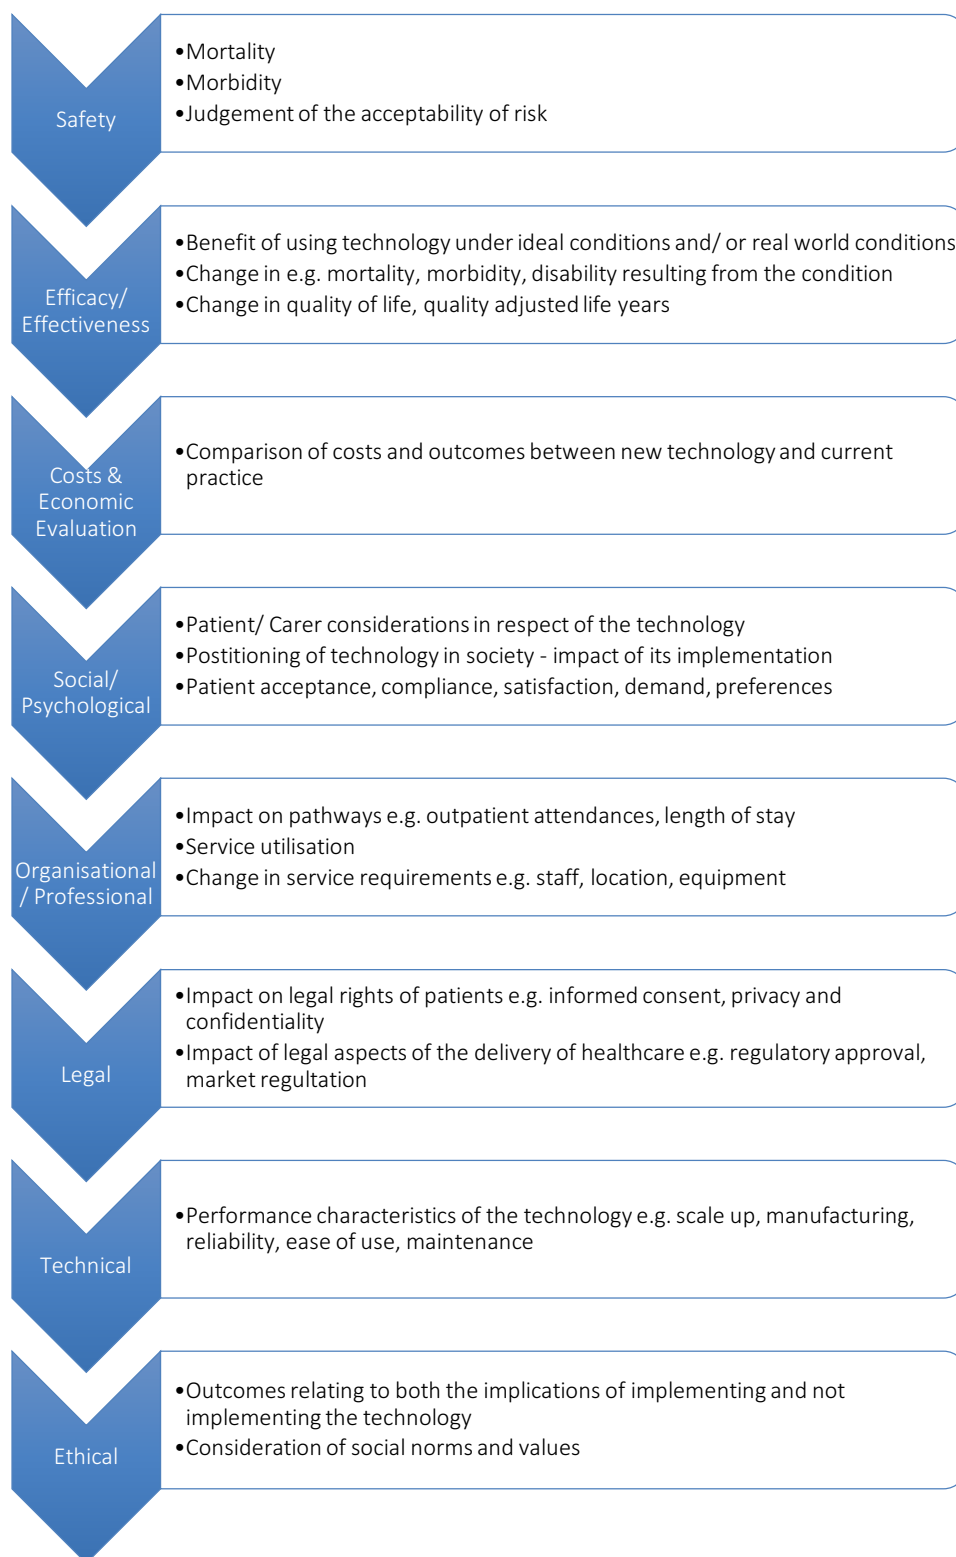 Safety
•Mortality
•Morbidity
•Judgement of the acceptability of risk
Efficacy/
Effectiveness
•Benefit of using technology under ideal conditions and/ or real world conditions
•Change in e.g. mortality, morbidity, disability resulting from the condition
•Change in quality of life, quality adjusted life years
Costs &
Economic
Evaluation
•Comparison of costs and outcomes between new technology and current
practice
Social/
Psychological
•Patient/ Carer considerations in respect of the technology
•Postitioning of technology in society - impact of its implementation
•Patient acceptance, compliance, satisfaction, demand, preferences
Organisational
/ Professional
•Impact on pathways e.g. outpatient attendances, length of stay
•Service utilisation
•Change in service requirements e.g. staff, location, equipment
Legal
•Impact on legal rights of patients e.g. informed consent, privacy and
confidentiality
•Impact of legal aspects of the delivery of healthcare e.g. regulatory approval,
market regultation
Technical
•Performance characteristics of the technology e.g. scale up, manufacturing,
reliability, ease of use, maintenance
Ethical
•Outcomes relating to both the implications of implementing and not
implementing the technology
•Consideration of social norms and values